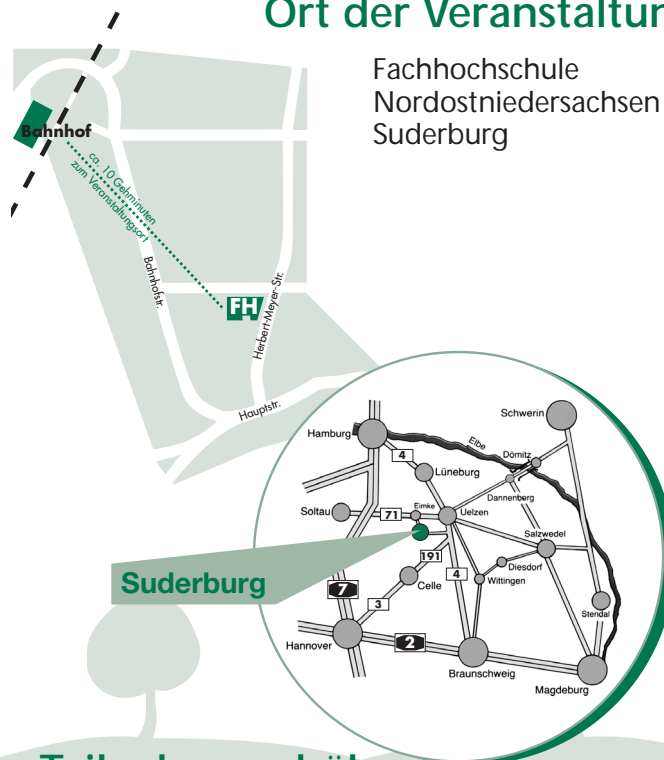 Ort der Veranstaltun
Fachhochschule
Nordostniedersachsen
Suderburg
Bahnhof
ca. 10 Gehminuten
zum Veranstaltungsort
Bahnhofstr.
FH
Herbert-Meyer-Str.
Hauptstr.
Schwerin
Hamburg
Elbe
4
Dömitz
Lüneburg
Dannenberg
Soltau
71
Eimke
Uelzen
Salzwedel
191
Diesdorf
Suderburg
4
Wittingen
Celle
7
3
Stendal
Hannover
2
Braunschweig
Magdeburg